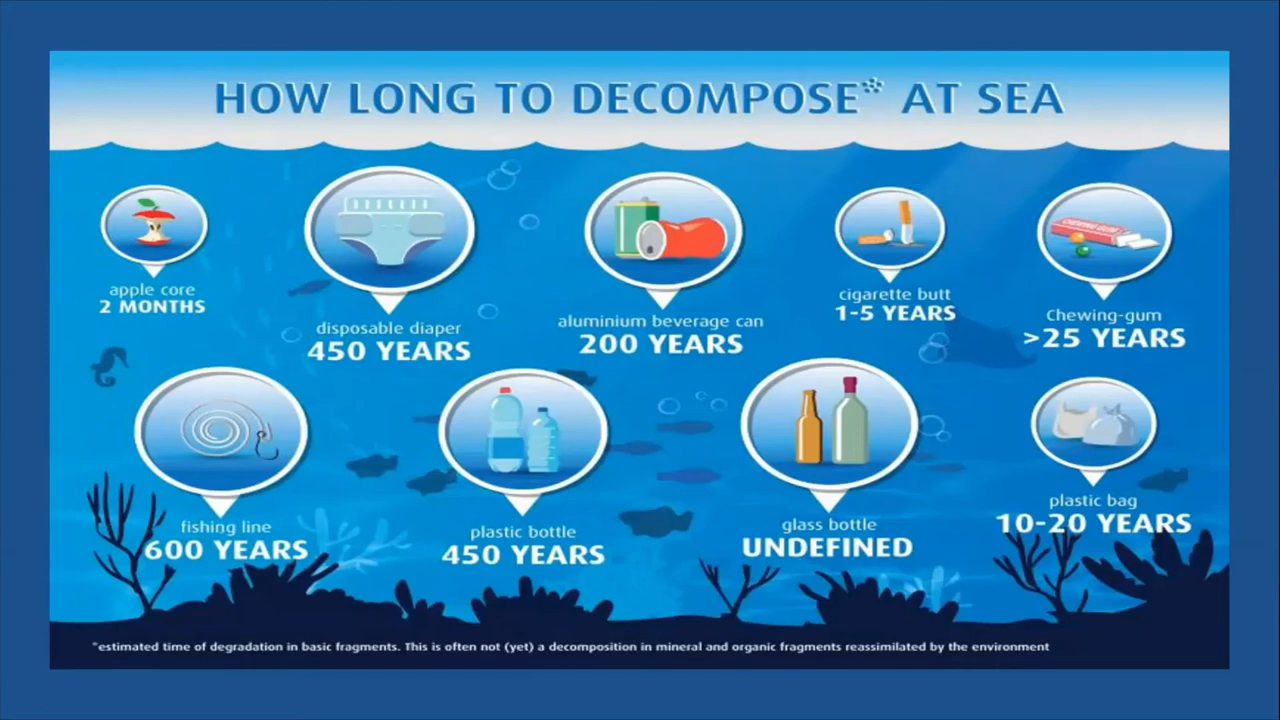 HOW LONG TO DECOMPOSE* AT SEA
apple core
2 MONTHS
disposable diaper
450 YEARS
aluminium beverage can
200 YEARS
cigarette butt
1-5 YEARS
CHEWING GUM
Chewing-gum
>25 YEARS
fishing line
600 YEARS
plastic bottle
450 YEARS
glass bottle
UNDEFINED
plastic bag
10-20 YEARS
*estimated time of degradation in basic fragments. This is often not (yet) a decomposition in mineral and organic fragments reassimilated by the environment